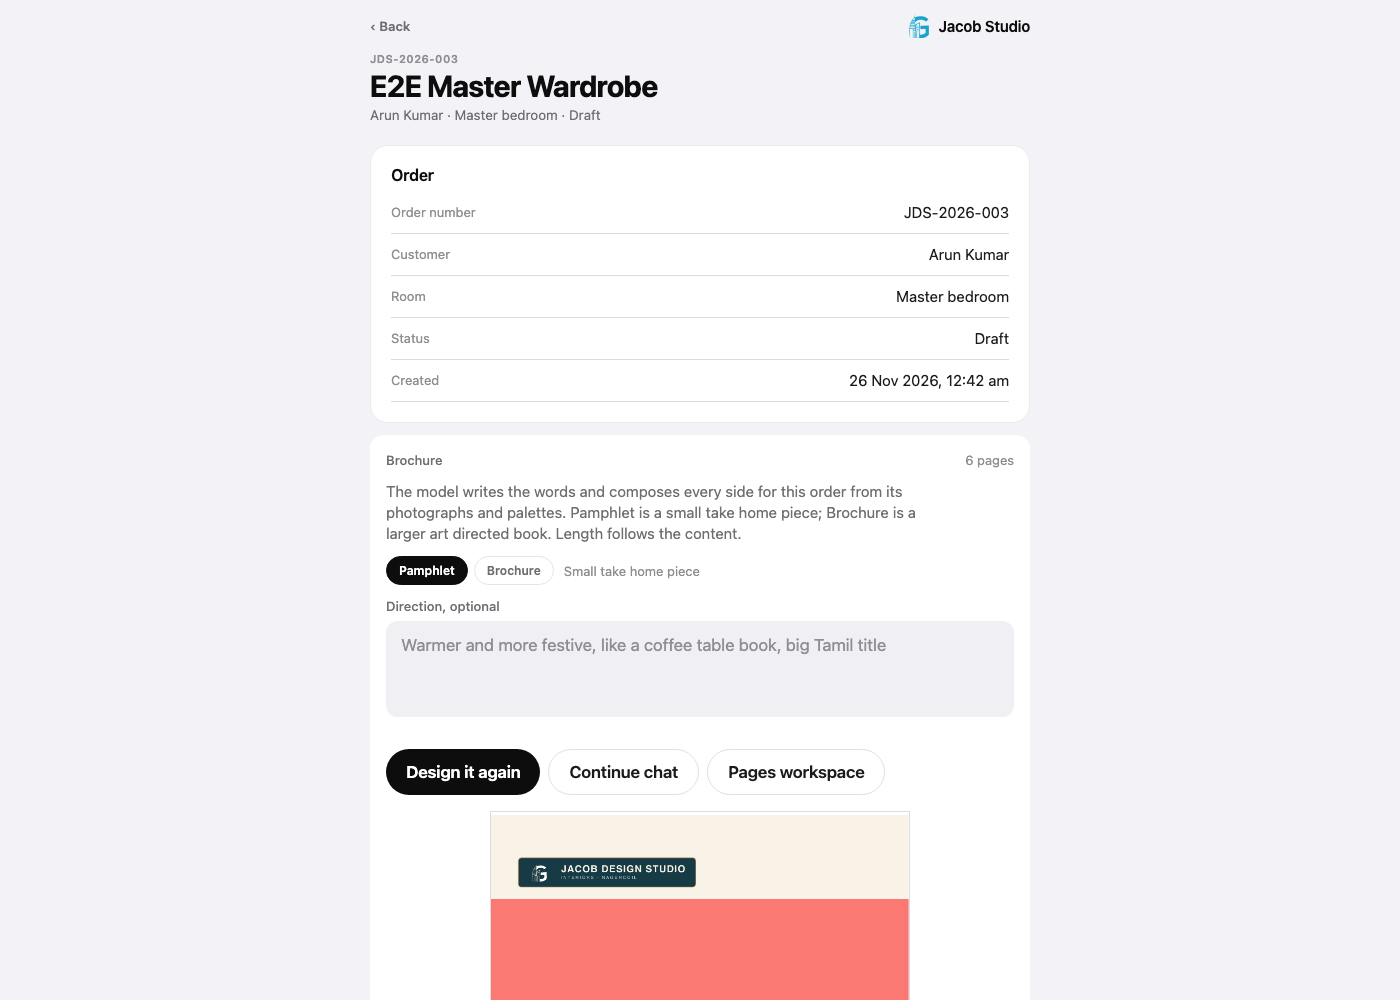 ‹ Back
Jacob Studio
JDS-2026-003
E2E Master Wardrobe
Arun Kumar · Master bedroom · Draft
Order
Order number JDS-2026-003
Customer Arun Kumar
Room Master bedroom
Status Draft
Created 26 Nov 2026, 12:42 am
Brochure 6 pages
The model writes the words and composes every side for this order from its
photographs and palettes. Pamphlet is a small take home piece; Brochure is a
larger art directed book. Length follows the content.
Pamphlet Brochure Small take home piece
Direction, optional
Warmer and more festive, like a coffee table book, big Tamil title
Design it again Continue chat Pages workspace
JACOB DESIGN STUDIO
INTERIORS · NAGERCOIL